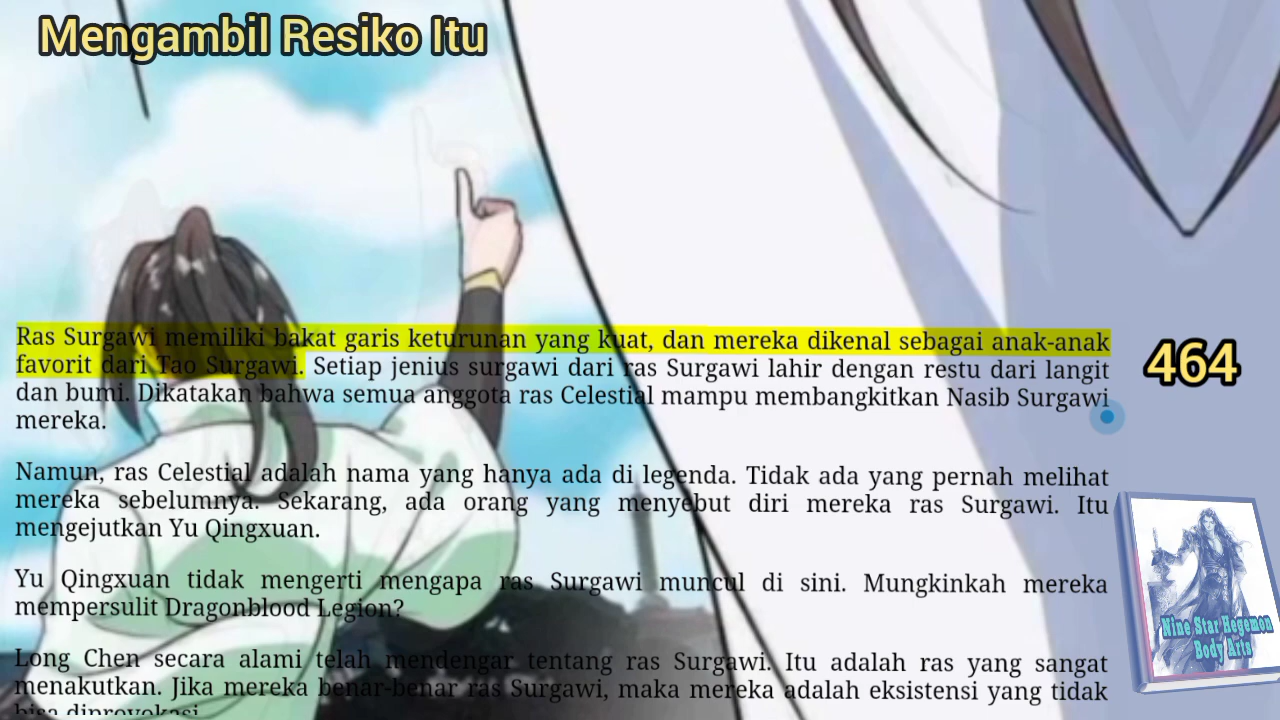 Mengambil Resiko Itu
Ras Surgawi memiliki bakat garis keturunan yang kuat, dan mereka dikenal sebagai anak-anak
favorit dari Tao Surgawi. Setiap jenius surgawi dari ras Surgawi lahir dengan restu dari langit
dan bumi. Dikatakan bahwa semua anggota ras Celestial mampu membangkitkan Nasib Surgawi
mereka.
464
Namun, ras Celestial adalah nama yang hanya ada di legenda. Tidak ada yang pernah melihat
mereka sebelumnya. Sekarang, ada orang yang menyebut diri mereka ras Surgawi. Itu
mengejutkan Yu Qingxuan.
Yu Qingxuan tidak mengerti mengapa ras Surgawi muncul di sini. Mungkinkah mereka
mempersulit Dragonblood Legion?
Long Chen secara alami telah mendengar tentang ras Surgawi. Itu adalah ras yang sangat
menakutkan. Jika mereka benar-benar ras Surgawi, maka mereka adalah eksistensi yang tidak
bisa diprovokasi.
Nine Star Hegemon
Body Arts